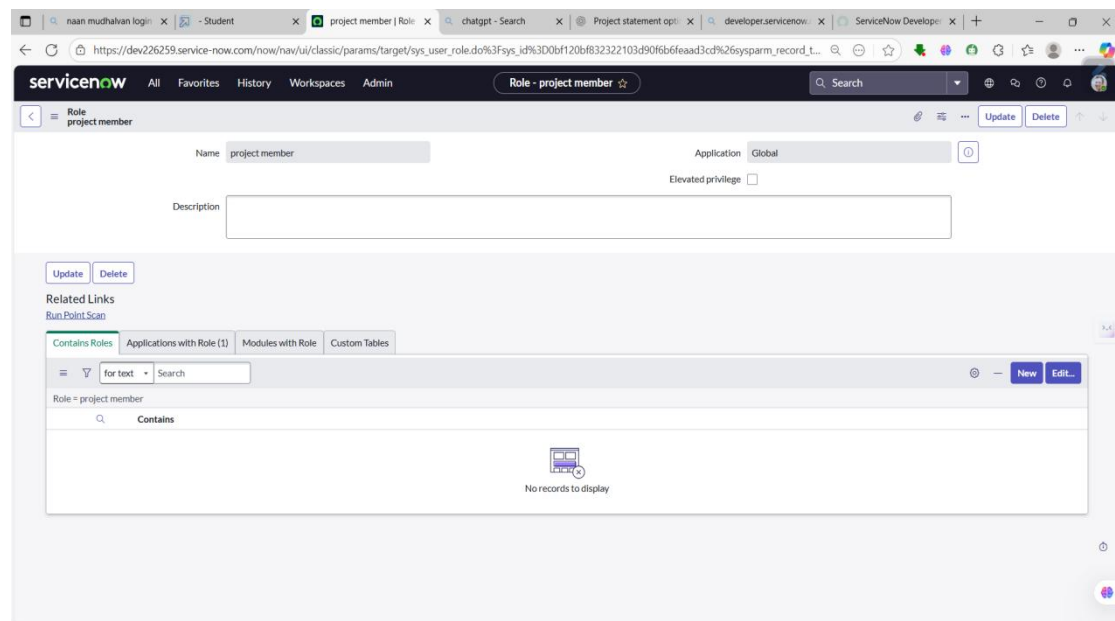 naan mudhalvan login
- Student
project member | Role
chatgpt - Search
Project statement opti
developer.servicenow.
ServiceNow Developer
https://dev226259.service-now.com/now/nav/ui/classic/params/target/sys_user_role.do%3Fsys_id%3D0bf120bf832322103d90f6b6feaad3cd%26sysparm_record_t...
servicenow All Favorites History Workspaces Admin Role - project member Search
Role
project member
Update Delete
Name project member Application Global
Elevated privilege
Description
Update Delete
Related Links
Run Point Scan
Contains Roles Applications with Role (1) Modules with Role Custom Tables
for text Search New Edit...
Role = project member
Contains
No records to display